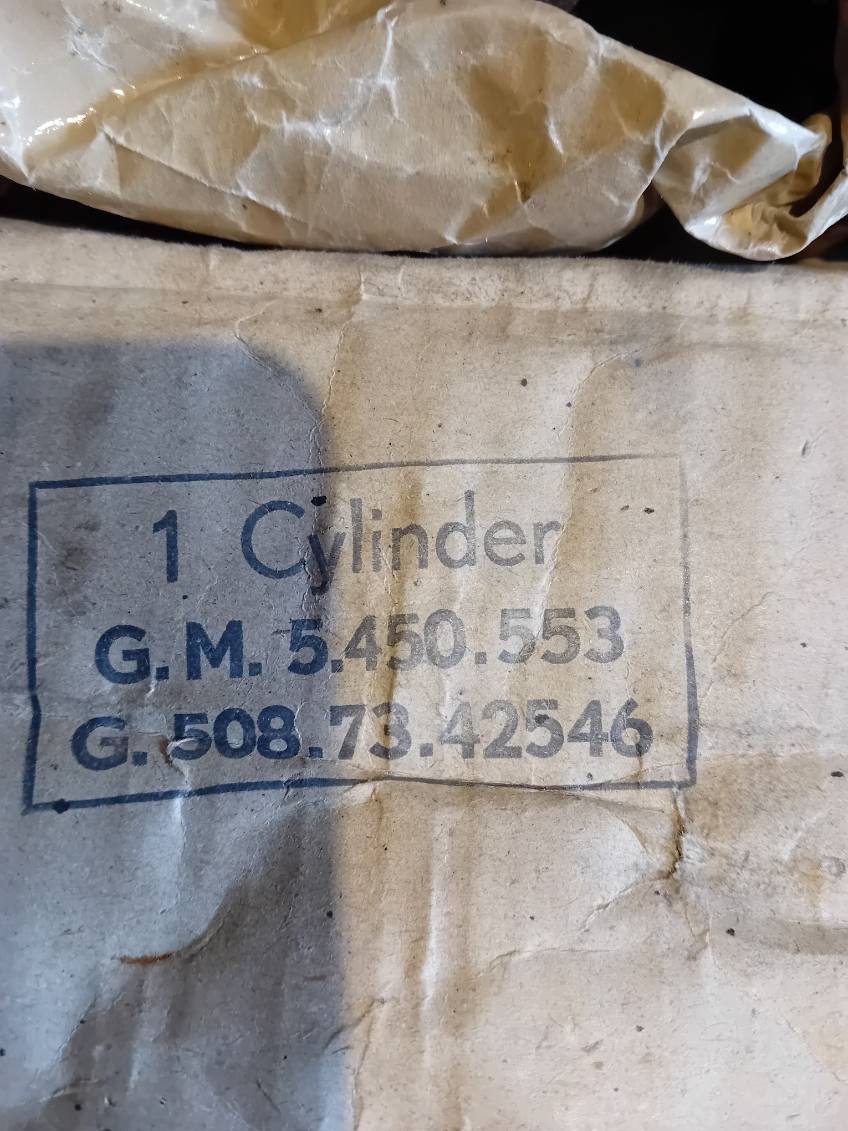 1 Cylinder
G.M. 5.450.553
G. 508.73.42546